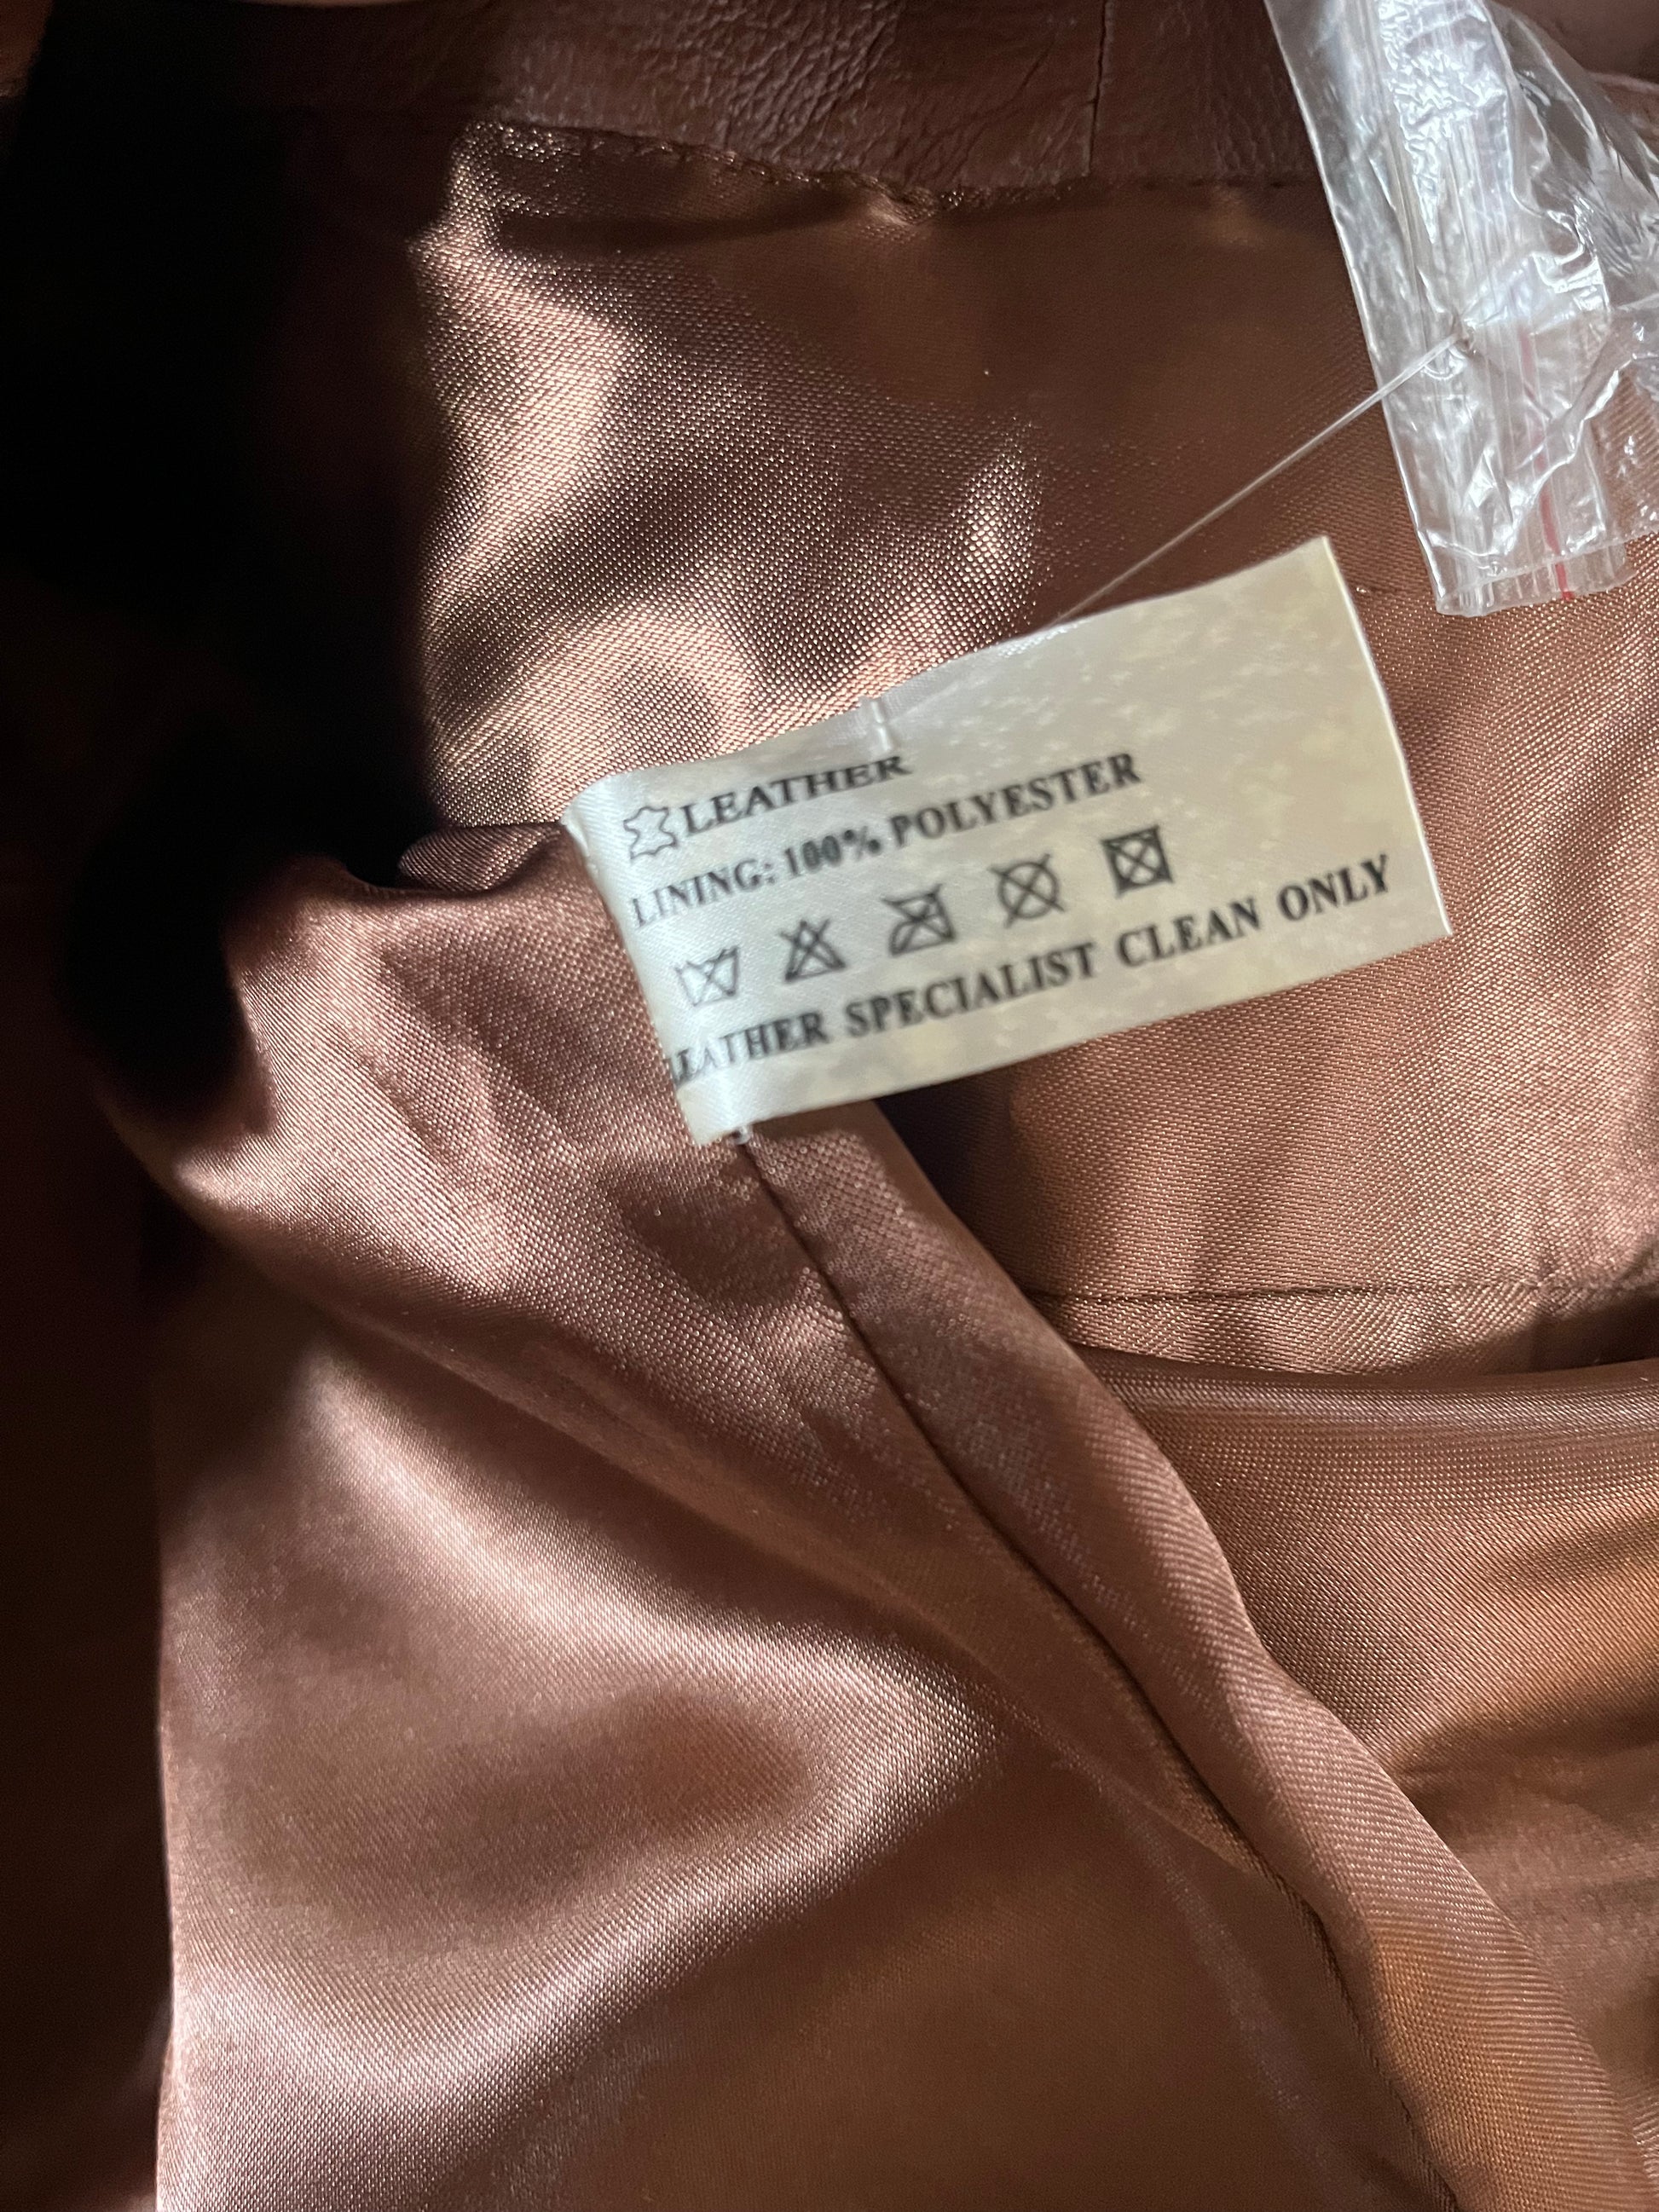 LEATHER
LINING: 100% POLYESTER
LEATHER SPECIALIST CLEAN ONLY